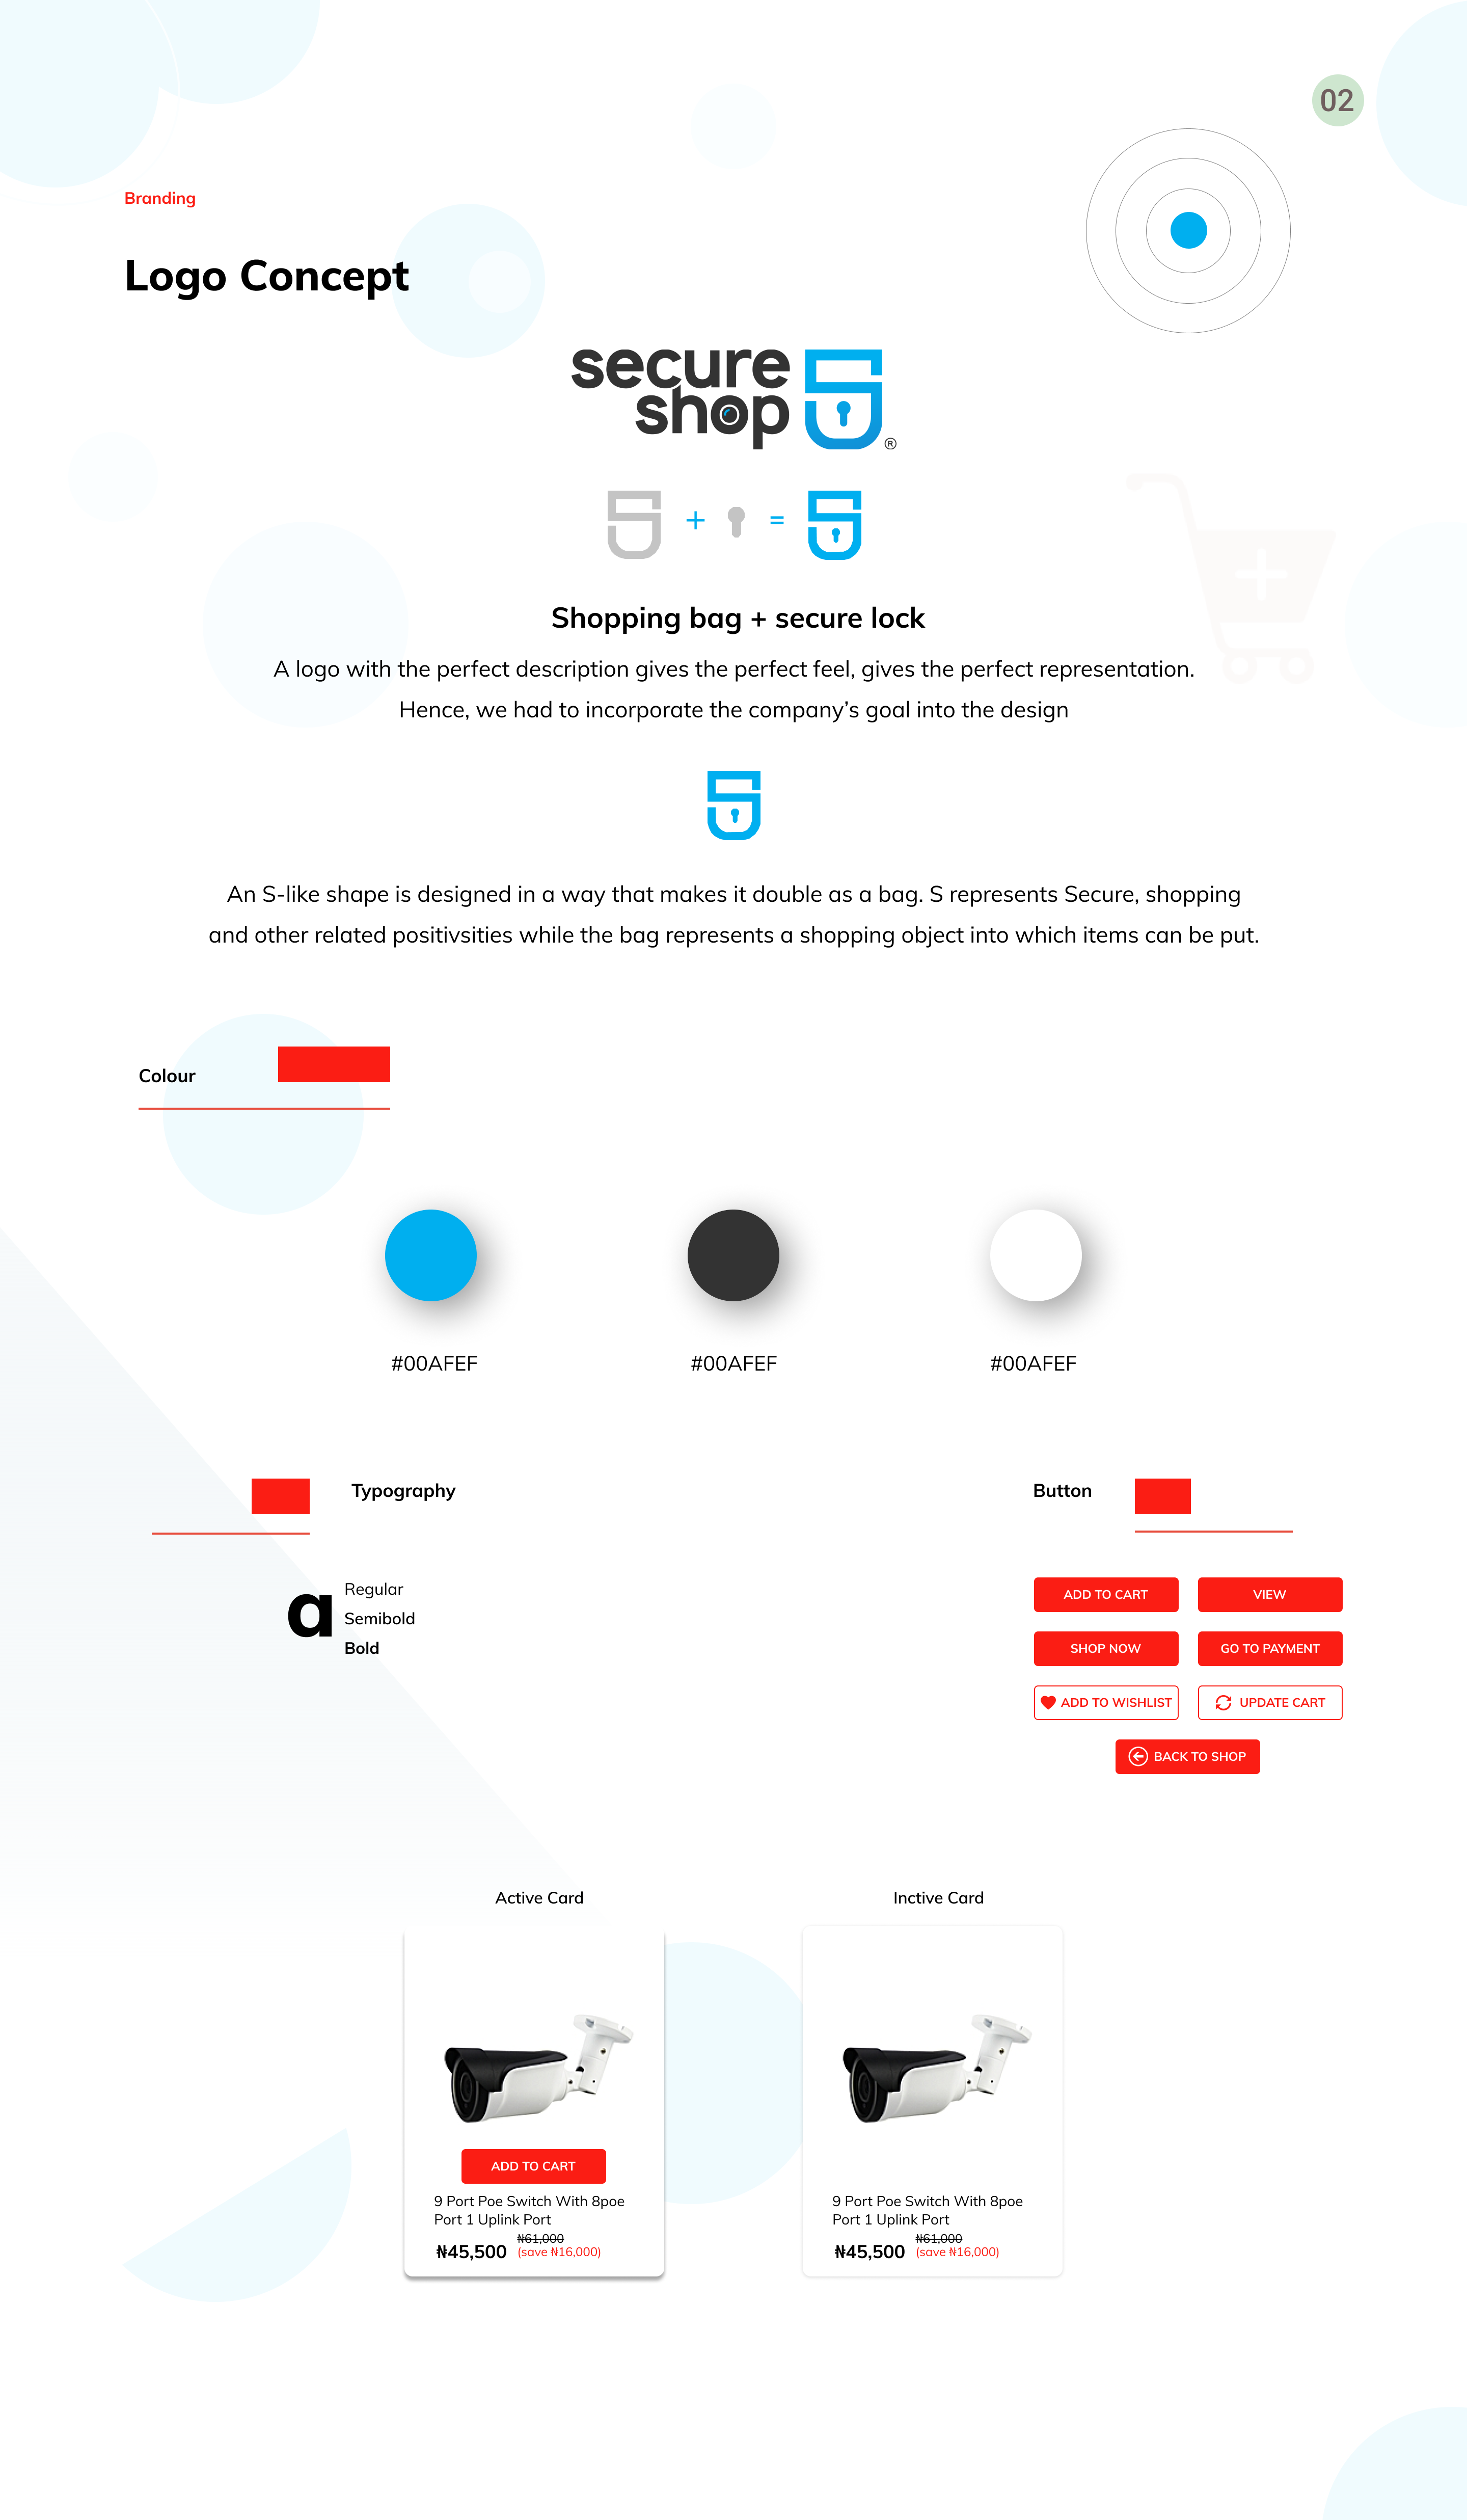 02
Branding
Logo Concept
secure
shop
®
+ =
Shopping bag + secure lock
A logo with the perfect description gives the perfect feel, gives the perfect representation.
Hence, we had to incorporate the company’s goal into the design
An S-like shape is designed in a way that makes it double as a bag. S represents Secure, shopping
and other related positivsities while the bag represents a shopping object into which items can be put.
Colour
#00AFEF
#00AFEF
#00AFEF
Typography
a
Regular
Semibold
Bold
Button
ADD TO CART
VIEW
SHOP NOW
GO TO PAYMENT
ADD TO WISHLIST
UPDATE CART
BACK TO SHOP
Active Card
ADD TO CART
9 Port Poe Switch With 8poe
Port 1 Uplink Port
₦61,000
₦45,500 (save ₦16,000)
Inctive Card
9 Port Poe Switch With 8poe
Port 1 Uplink Port
₦61,000
₦45,500 (save ₦16,000)